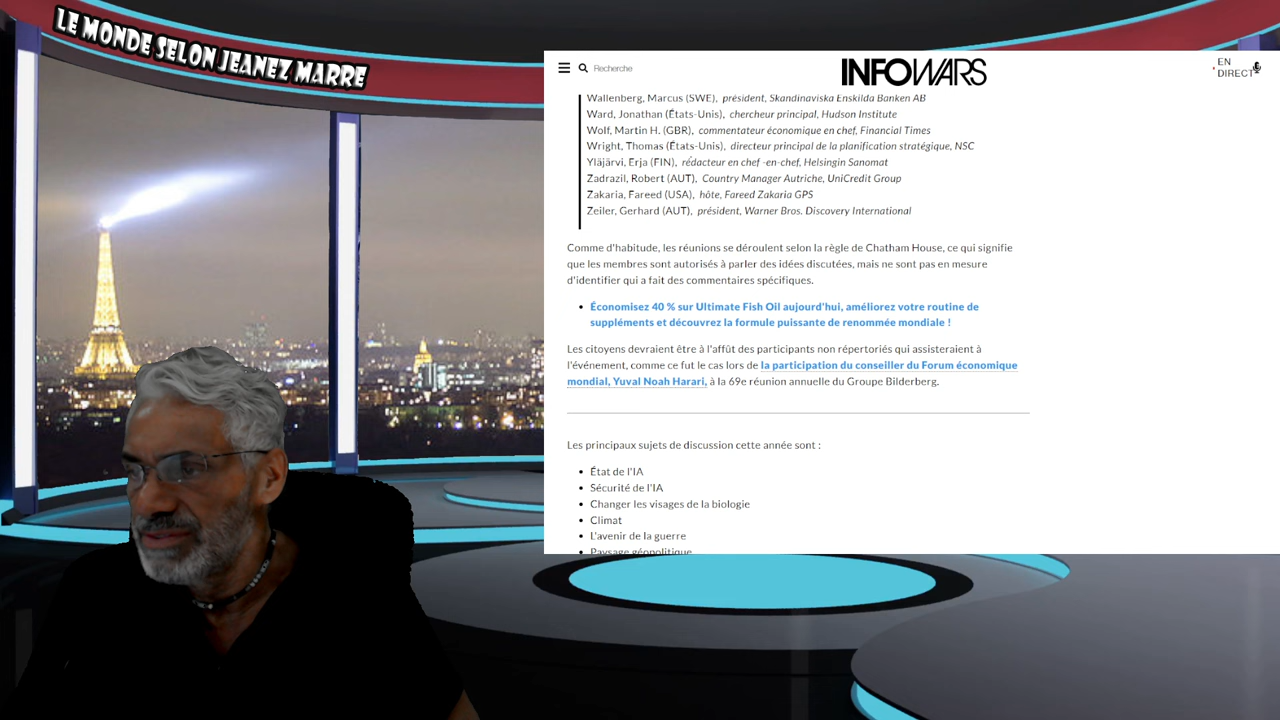 LE MONDE SELON JEANEZ MARRE
Recherche
INFOWARS
EN
DIRECT
Wallenberg, Marcus (SWE), président, Skandinaviska Enskilda Banken AB
Ward, Jonathan (États-Unis), chercheur principal, Hudson Institute
Wolf, Martin H. (GBR), commentateur économique en chef, Financial Times
Wright, Thomas (États-Unis), directeur principal de la planification stratégique, NSC
Yläjärvi, Erja (FIN), rédacteur en chef -en-chef, Helsingin Sanomat
Zadrazil, Robert (AUT), Country Manager Autriche, UniCredit Group
Zakaria, Fareed (USA), hôte, Fareed Zakaria GPS
Zeiler, Gerhard (AUT), président, Warner Bros. Discovery International
Comme d'habitude, les réunions se déroulent selon la règle de Chatham House, ce qui signifie
que les membres sont autorisés à parler des idées discutées, mais ne sont pas en mesure
d'identifier qui a fait des commentaires spécifiques.
• Économisez 40 % sur Ultimate Fish Oil aujourd'hui, améliorez votre routine de
suppléments et découvrez la formule puissante de renommée mondiale !
Les citoyens devraient être à l'affût des participants non répertoriés qui assisteraient à
l'événement, comme ce fut le cas lors de la participation du conseiller du Forum économique
mondial, Yuval Noah Harari, à la 69e réunion annuelle du Groupe Bilderberg.
Les principaux sujets de discussion cette année sont :
• État de l'IA
• Sécurité de l'IA
• Changer les visages de la biologie
• Climat
• L'avenir de la guerre
• Paysage géopolitique